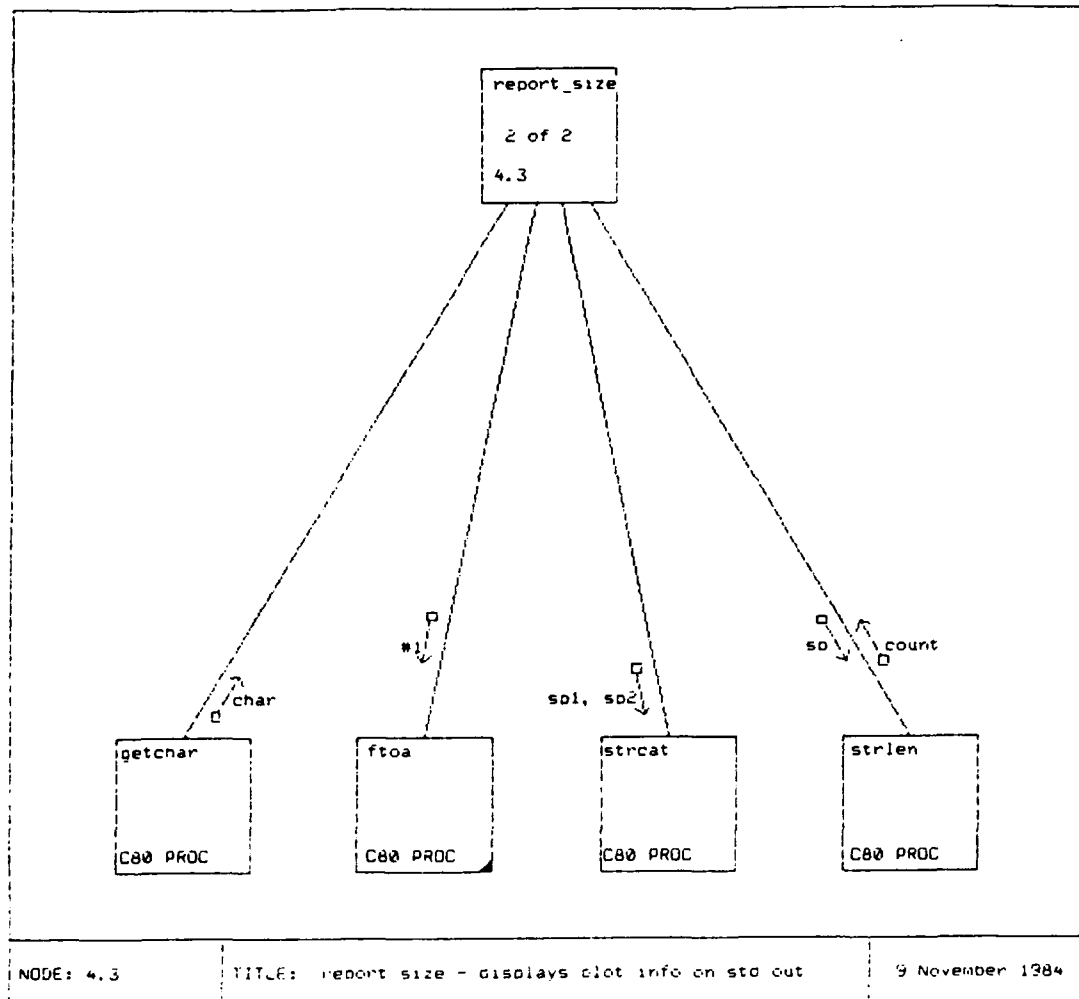 report_size
2 of 2
4.3
#1
sp
count
char
sp1, sp2
getchar
ftoa
strcat
strlen
C80 PROC
C80 PROC
C80 PROC
C80 PROC
NODE: 4.3
TITLE: report size - displays plot info on std out
9 November 1984